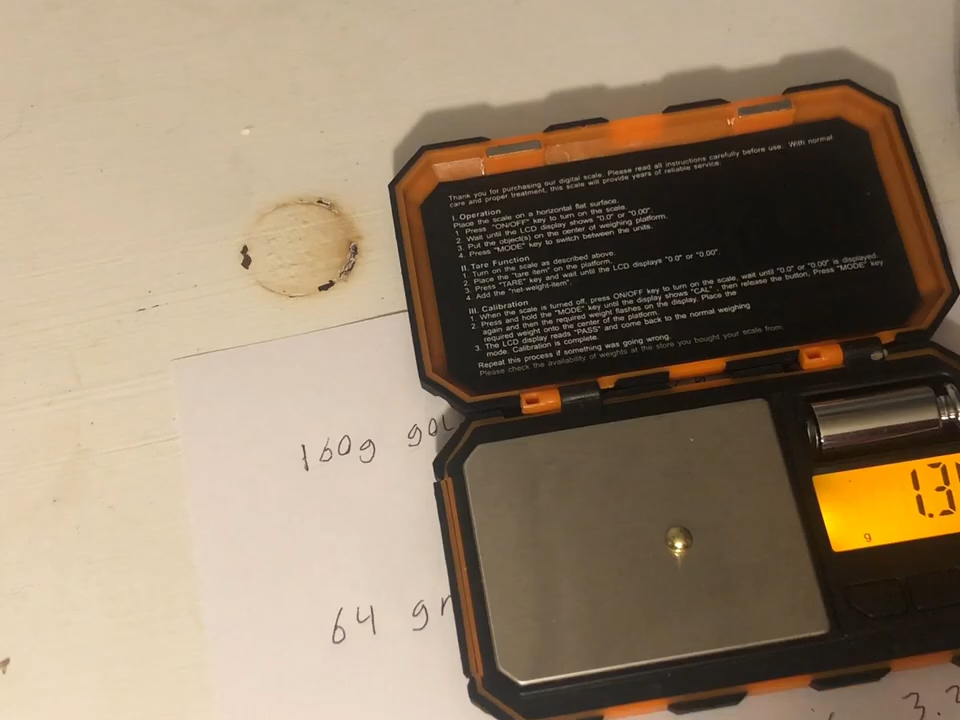 Thank you for purchasing our digital scale. Please read all instructions carefully before use. With normal
care and proper treatment, this scale will provide years of reliable service.
I. Operation
Place the scale on a horizontal flat surface.
1. Press "ON/OFF" key to turn on the scale.
2. Wait until the LCD display shows "0.0" or "0.00".
3. Put the object(s) on the center of weighing platform.
4. Press "MODE" key to switch between the units.
II. Tare Function
1. Turn on the scale as described above.
2. Place the "tare item" on the platform.
3. Press "TARE" key and wait until the LCD displays "0.0" or "0.00".
4. Add the "net-weight-item".
III. Calibration
1. When the scale is turned off, press ON/OFF key to turn on scale, wait until "0.0" or "0.00" is displayed.
2. Press and hold the "MODE" key until the display shows "CAL", then release the button, Press "MODE" key
again and then the required weight flashes on the display. Place the
required weight onto the center of the platform.
3. The LCD display reads "PASS" and come back to the normal weighing
mode. Calibration is complete.
Repeat this process if something was going wrong.
Please check the availability of weights at the store you bought your scale from.
160g
1.3
g
64 gr
3.